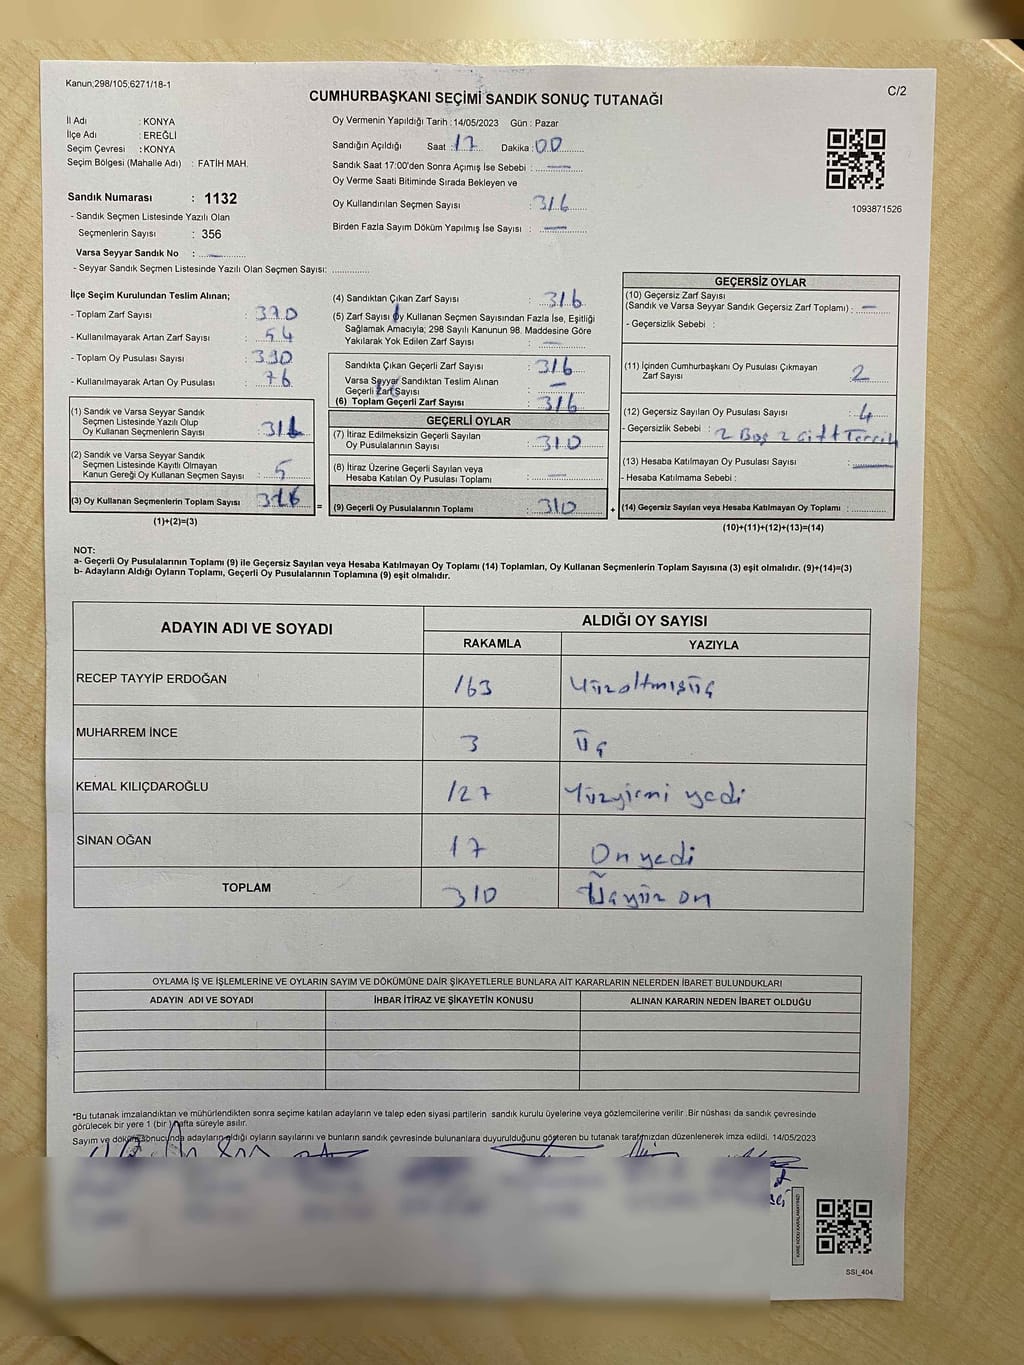 Kanun;298/105;6271/18-1
C/2
CUMHURBAŞKANI SEÇİMİ SANDIK SONUÇ TUTANAĞI
İl Adı : KONYA
İlçe Adı : EREĞLİ
Seçim Çevresi : KONYA
Seçim Bölgesi (Mahalle Adı) : FATİH MAH.
Sandık Numarası : 1132
- Sandık Seçmen Listesinde Yazılı Olan
Seçmenlerin Sayısı : 356
Varsa Seyyar Sandık No : —
- Seyyar Sandık Seçmen Listesinde Yazılı Olan Seçmen Sayısı: ..............
Oy Vermenin Yapıldığı Tarih : 14/05/2023 Gün : Pazar
Sandığın Açıldığı Saat : 17 Dakika : 00
Sandık Saat 17:00'den Sonra Açımış İse Sebebi : —
Oy Verme Saati Bitiminde Sırada Bekleyen ve
Oy Kullandırılan Seçmen Sayısı : 316
Birden Fazla Sayım Döküm Yapılmış İse Sayısı : —
1093871526
İlçe Seçim Kurulundan Teslim Alınan;
- Toplam Zarf Sayısı : 370
- Kullanılmayarak Artan Zarf Sayısı : 54
- Toplam Oy Pusulası Sayısı : 390
- Kullanılmayarak Artan Oy Pusulası : 76
(1) Sandık ve Varsa Seyyar Sandık
Seçmen Listesinde Yazılı Olup
Oy Kullanan Seçmenlerin Sayısı : 311
(2) Sandık ve Varsa Seyyar Sandık
Seçmen Listesinde Kayıtlı Olmayan
Kanun Gereği Oy Kullanan Seçmen Sayısı : 5
(3) Oy Kullanan Seçmenlerin Toplam Sayısı : 316
=
(1)+(2)=(3)
(4) Sandıktan Çıkan Zarf Sayısı : 316
(5) Zarf Sayısı Oy Kullanan Seçmen Sayısından Fazla İse, Eşitliği
Sağlamak Amacıyla; 298 Sayılı Kanunun 98. Maddesine Göre
Yakılarak Yok Edilen Zarf Sayısı : —
Sandıkta Çıkan Geçerli Zarf Sayısı : 316
Varsa Seyyar Sandıktan Teslim Alınan
Geçerli Zarf Sayısı : —
(6) Toplam Geçerli Zarf Sayısı : 316
GEÇERLİ OYLAR
(7) İtiraz Edilmeksizin Geçerli Sayılan
Oy Pusulalarının Sayısı : 310
(8) İtiraz Üzerine Geçerli Sayılan veya
Hesaba Katılan Oy Pusulası Toplamı : —
(9) Geçerli Oy Pusulalarının Toplamı : 310
+
GEÇERSİZ OYLAR
(10) Geçersiz Zarf Sayısı
(Sandık ve Varsa Seyyar Sandık Geçersiz Zarf Toplamı) : —
- Geçersizlik Sebebi :
(11) İçinden Cumhurbaşkanı Oy Pusulası Çıkmayan
Zarf Sayısı : 2
(12) Geçersiz Sayılan Oy Pusulası Sayısı : 4
- Geçersizlik Sebebi : 2 Boş 2 Çift Tercih
(13) Hesaba Katılmayan Oy Pusulası Sayısı : —
- Hesaba Katılmama Sebebi :
(14) Geçersiz Sayılan veya Hesaba Katılmayan Oy Toplamı : ............
(10)+(11)+(12)+(13)=(14)
NOT:
a- Geçerli Oy Pusulalarının Toplamı (9) ile Geçersiz Sayılan veya Hesaba Katılmayan Oy Toplamı (14) Toplamları, Oy Kullanan Seçmenlerin Toplam Sayısına (3) eşit olmalıdır. (9)+(14)=(3)
b- Adayların Aldığı Oyların Toplamı, Geçerli Oy Pusulalarının Toplamına (9) eşit olmalıdır.
ADAYIN ADI VE SOYADI
ALDIĞI OY SAYISI
RAKAMLA YAZIYLA
RECEP TAYYİP ERDOĞAN 163 Yüzaltmışüç
MUHARREM İNCE 3 Üç
KEMAL KILIÇDAROĞLU 127 Yüzyirmi yedi
SİNAN OĞAN 17 On yedi
TOPLAM 310 Üçyüz on
OYLAMA İŞ VE İŞLEMLERİNE VE OYLARIN SAYIM VE DÖKÜMÜNE DAİR ŞİKAYETLERLE BUNLARA AİT KARARLARIN NELERDEN İBARET BULUNDUKLARI
ADAYIN ADI VE SOYADI İHBAR İTİRAZ VE ŞİKAYETİN KONUSU ALINAN KARARIN NEDEN İBARET OLDUĞU
*Bu tutanak imzalandıktan ve mühürlendikten sonra seçime katılan adayların ve talep eden siyasi partilerin sandık kurulu üyelerine veya gözlemcilerine verilir .Bir nüshası da sandık çevresinde
görülecek bir yere 1 (bir ) hafta süreyle asılır.
Sayım ve döküm sonucunda adayların aldığı oyların sayılarını ve bunların sandık çevresinde bulunanlara duyurulduğunu gösteren bu tutanak tarafımızdan düzenlenerek imza edildi. 14/05/2023
KARE KODU KARALAMAYINIZ!
SSI_404